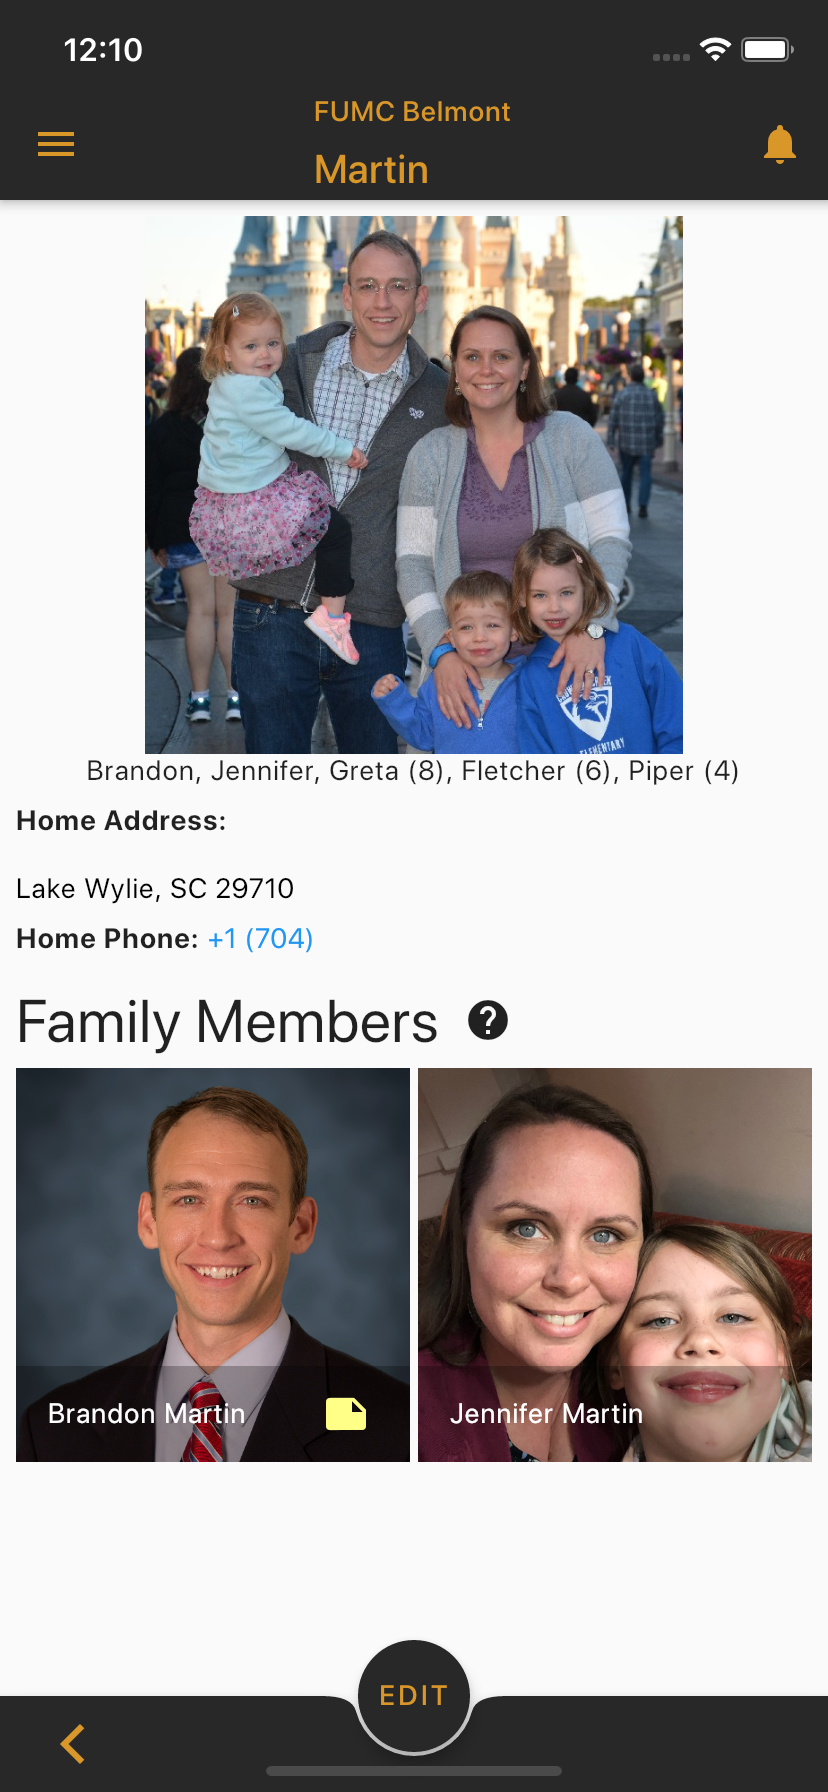 12:10
FUMC Belmont
Martin
ELEMENTARY
Brandon, Jennifer, Greta (8), Fletcher (6), Piper (4)
Home Address:
Lake Wylie, SC 29710
Home Phone: +1 (704)
Family Members ?
Brandon Martin
Jennifer Martin
EDIT